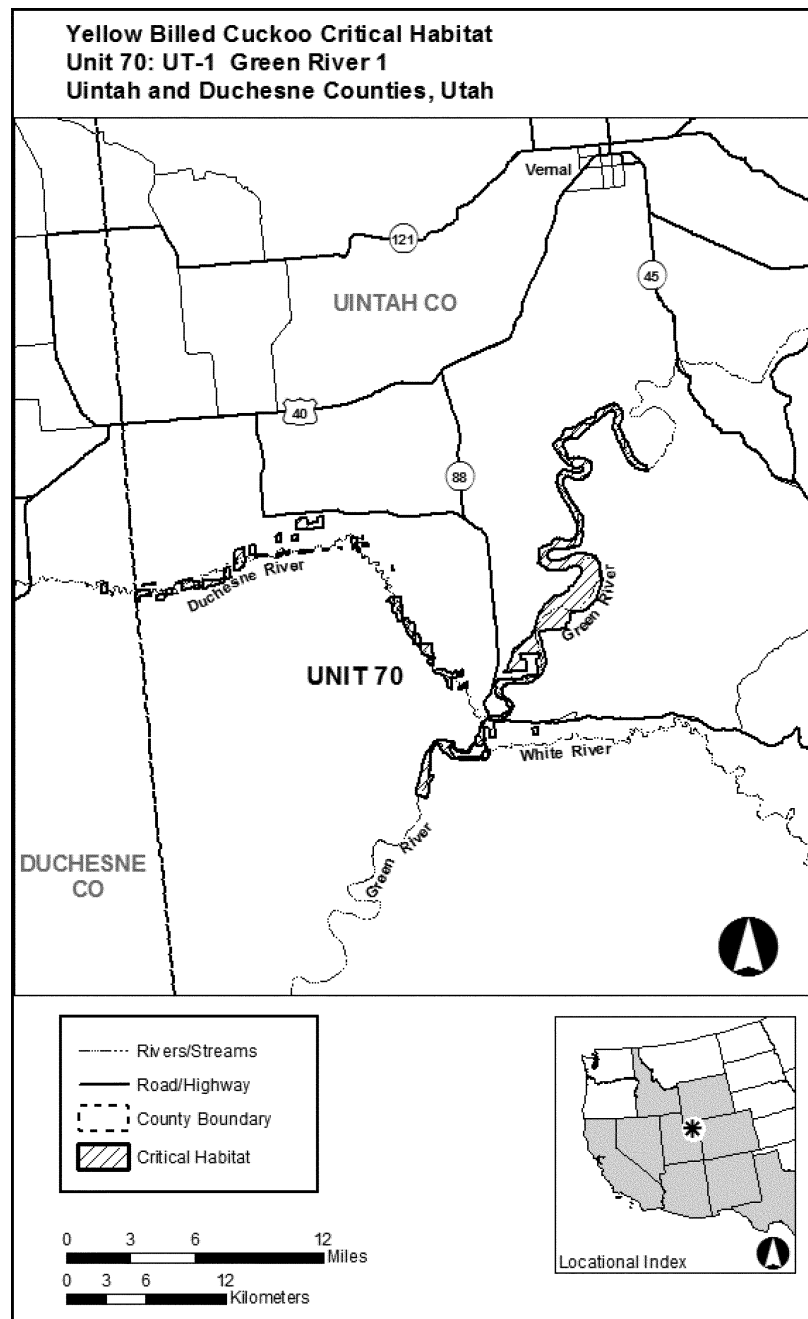 Yellow Billed Cuckoo Critical Habitat
Unit 70: UT-1 Green River 1
Uintah and Duchesne Counties, Utah
Vernal
121
45
UINTAH CO
40
88
Duchesne River
Green River
UNIT 70
White River
DUCHESNE
CO
Green River
Rivers/Streams
Road/Highway
County Boundary
Critical Habitat
0 3 6 12
Miles
0 3 6 12
Kilometers
Locational Index